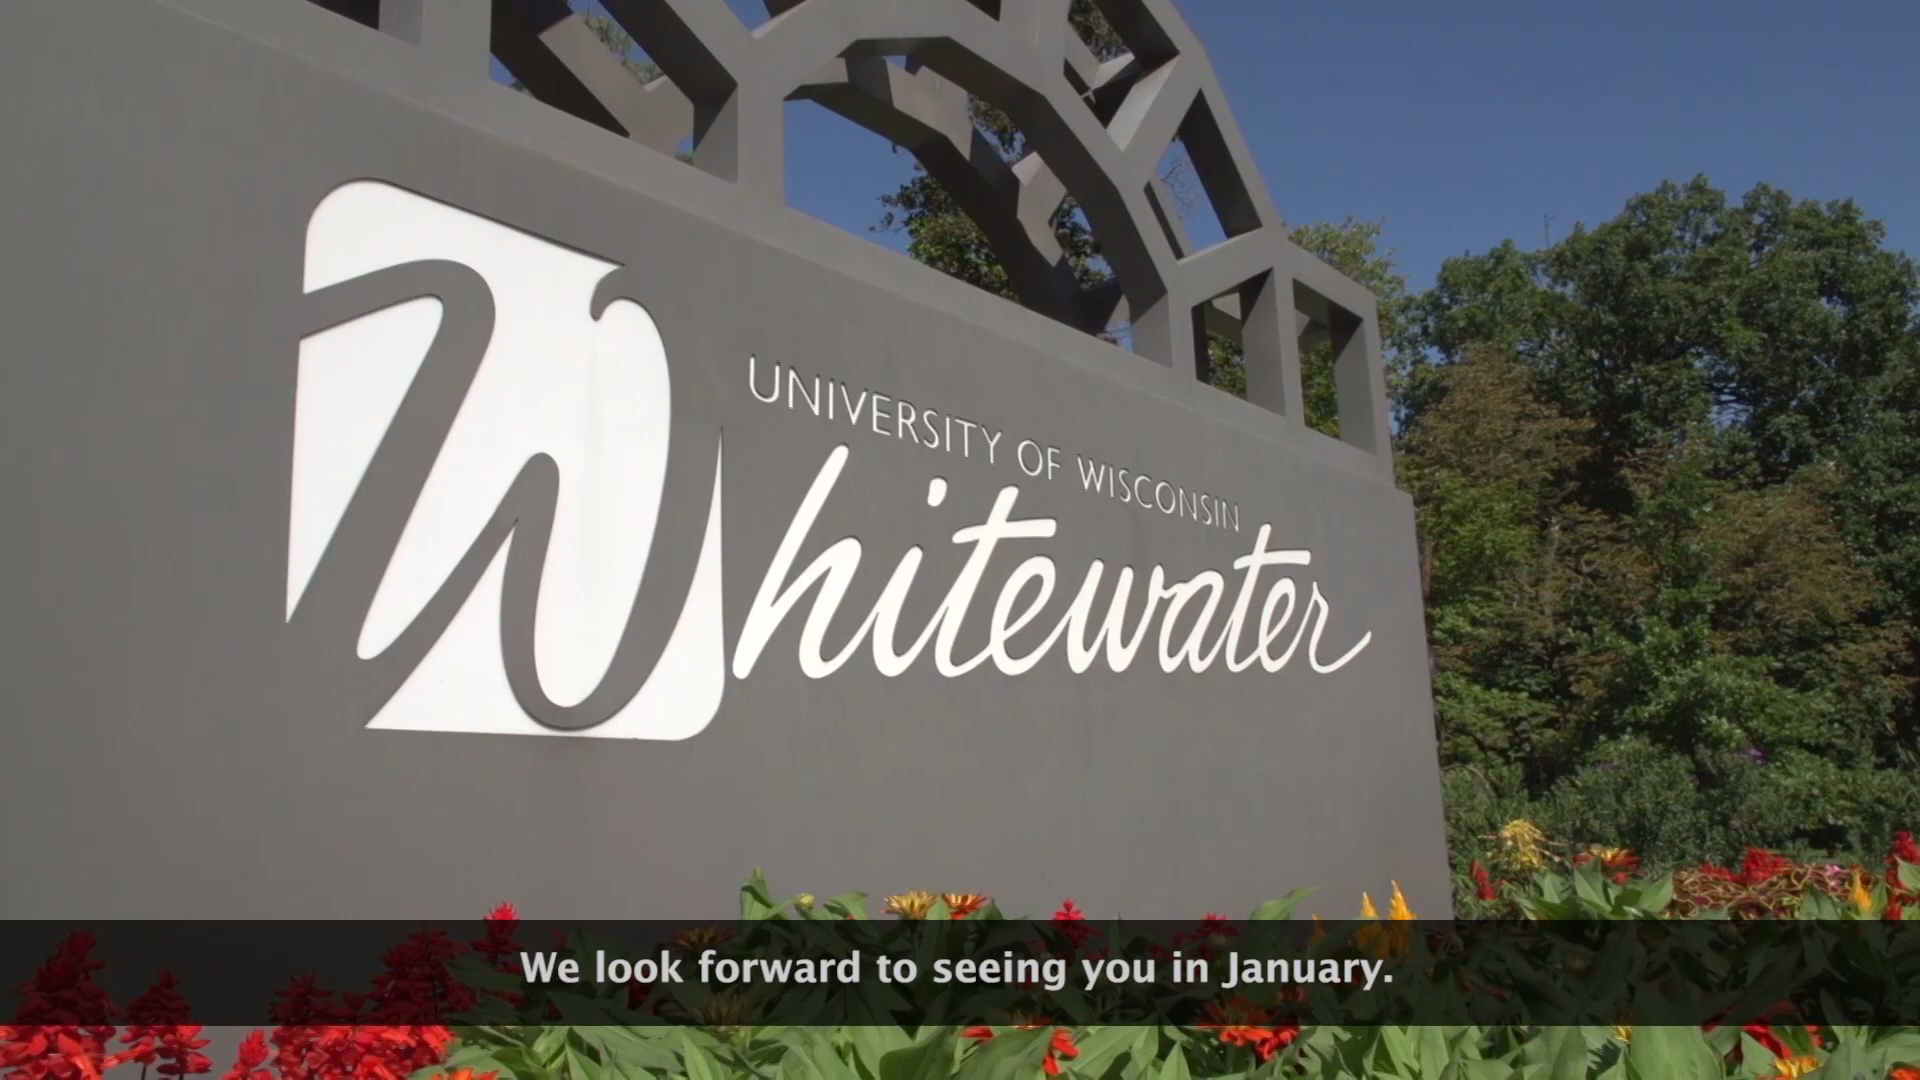 UNIVERSITY OF WISCONSIN
Whitewater
We look forward to seeing you in January.